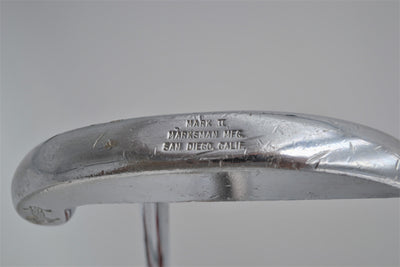 MARK II
MARKSMAN MFG.
SAN DIEGO, CALIF.